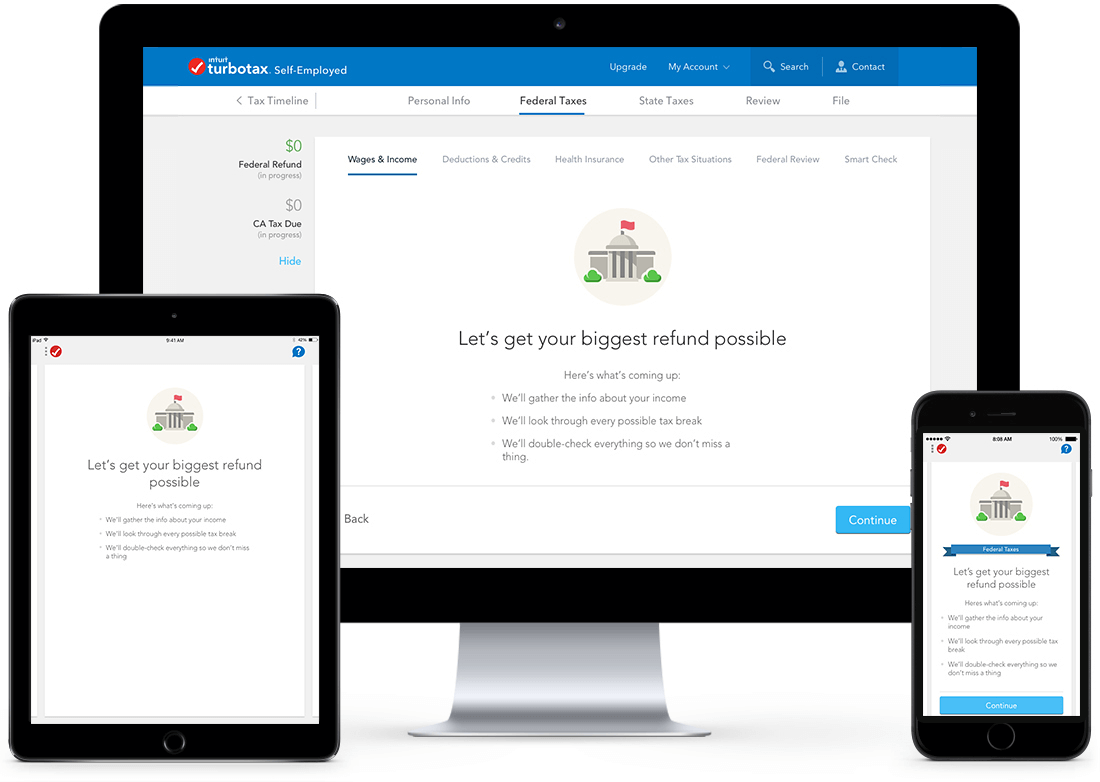 intuit
turbotax. Self-Employed
Upgrade
My Account
Search
Contact
Tax Timeline
Personal Info
Federal Taxes
State Taxes
Review
File
$0
Federal Refund
(in progress)
$0
CA Tax Due
(in progress)
Hide
Wages & Income
Deductions & Credits
Health Insurance
Other Tax Situations
Federal Review
Smart Check
Let's get your biggest refund possible
Here's what's coming up:
We'll gather the info about your income
We'll look through every possible tax break
We'll double-check everything so we don't miss a
thing.
Back
Continue
iPad
9:41 AM
42%
?
Let's get your biggest refund
possible
Here's what's coming up:
We'll gather the info about your income
We'll look through every possible tax break
We'll double-check everything so we don't miss
a thing
8:08 AM
100%
?
Federal Taxes
Let's get your biggest
refund possible
Heres what's coming up:
We'll gather the info about your
income
We'll look through every possible tax
break
We'll double-check everything so we
don't miss a thing
Continue